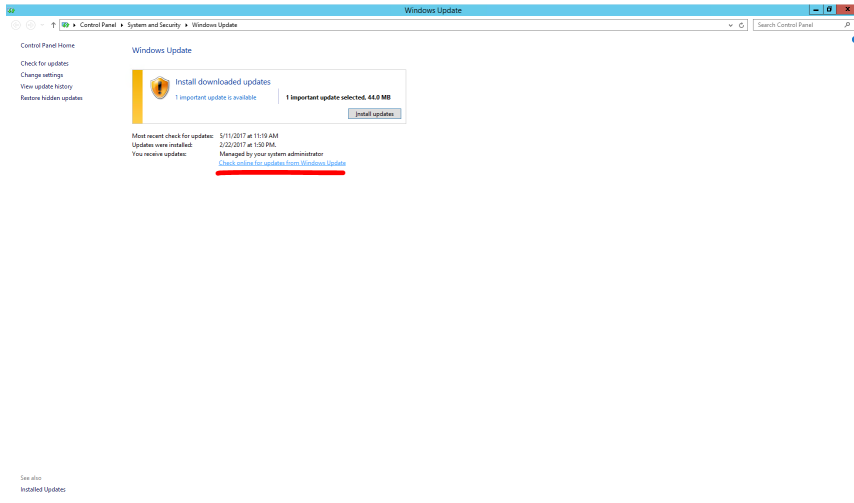 Windows Update
Control Panel ▸ System and Security ▸ Windows Update
Search Control Panel
Control Panel Home
Check for updates
Change settings
View update history
Restore hidden updates
Windows Update
Install downloaded updates
1 important update is available
1 important update selected, 44.0 MB
Install updates
Most recent check for updates: 5/11/2017 at 11:19 AM
Updates were installed: 2/22/2017 at 1:50 PM.
You receive updates: Managed by your system administrator
Check online for updates from Windows Update
See also
Installed Updates